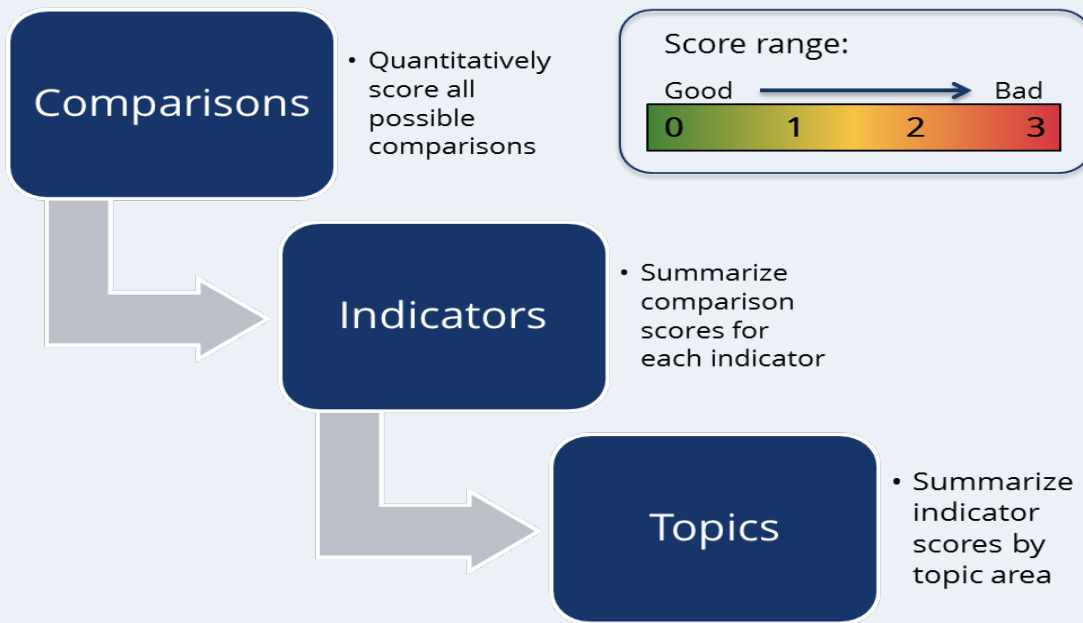 Comparisons
• Quantitatively
score all
possible
comparisons
Score range:
Good Bad
0 1 2 3
Indicators
• Summarize
comparison
scores for
each indicator
Topics
• Summarize
indicator
scores by
topic area